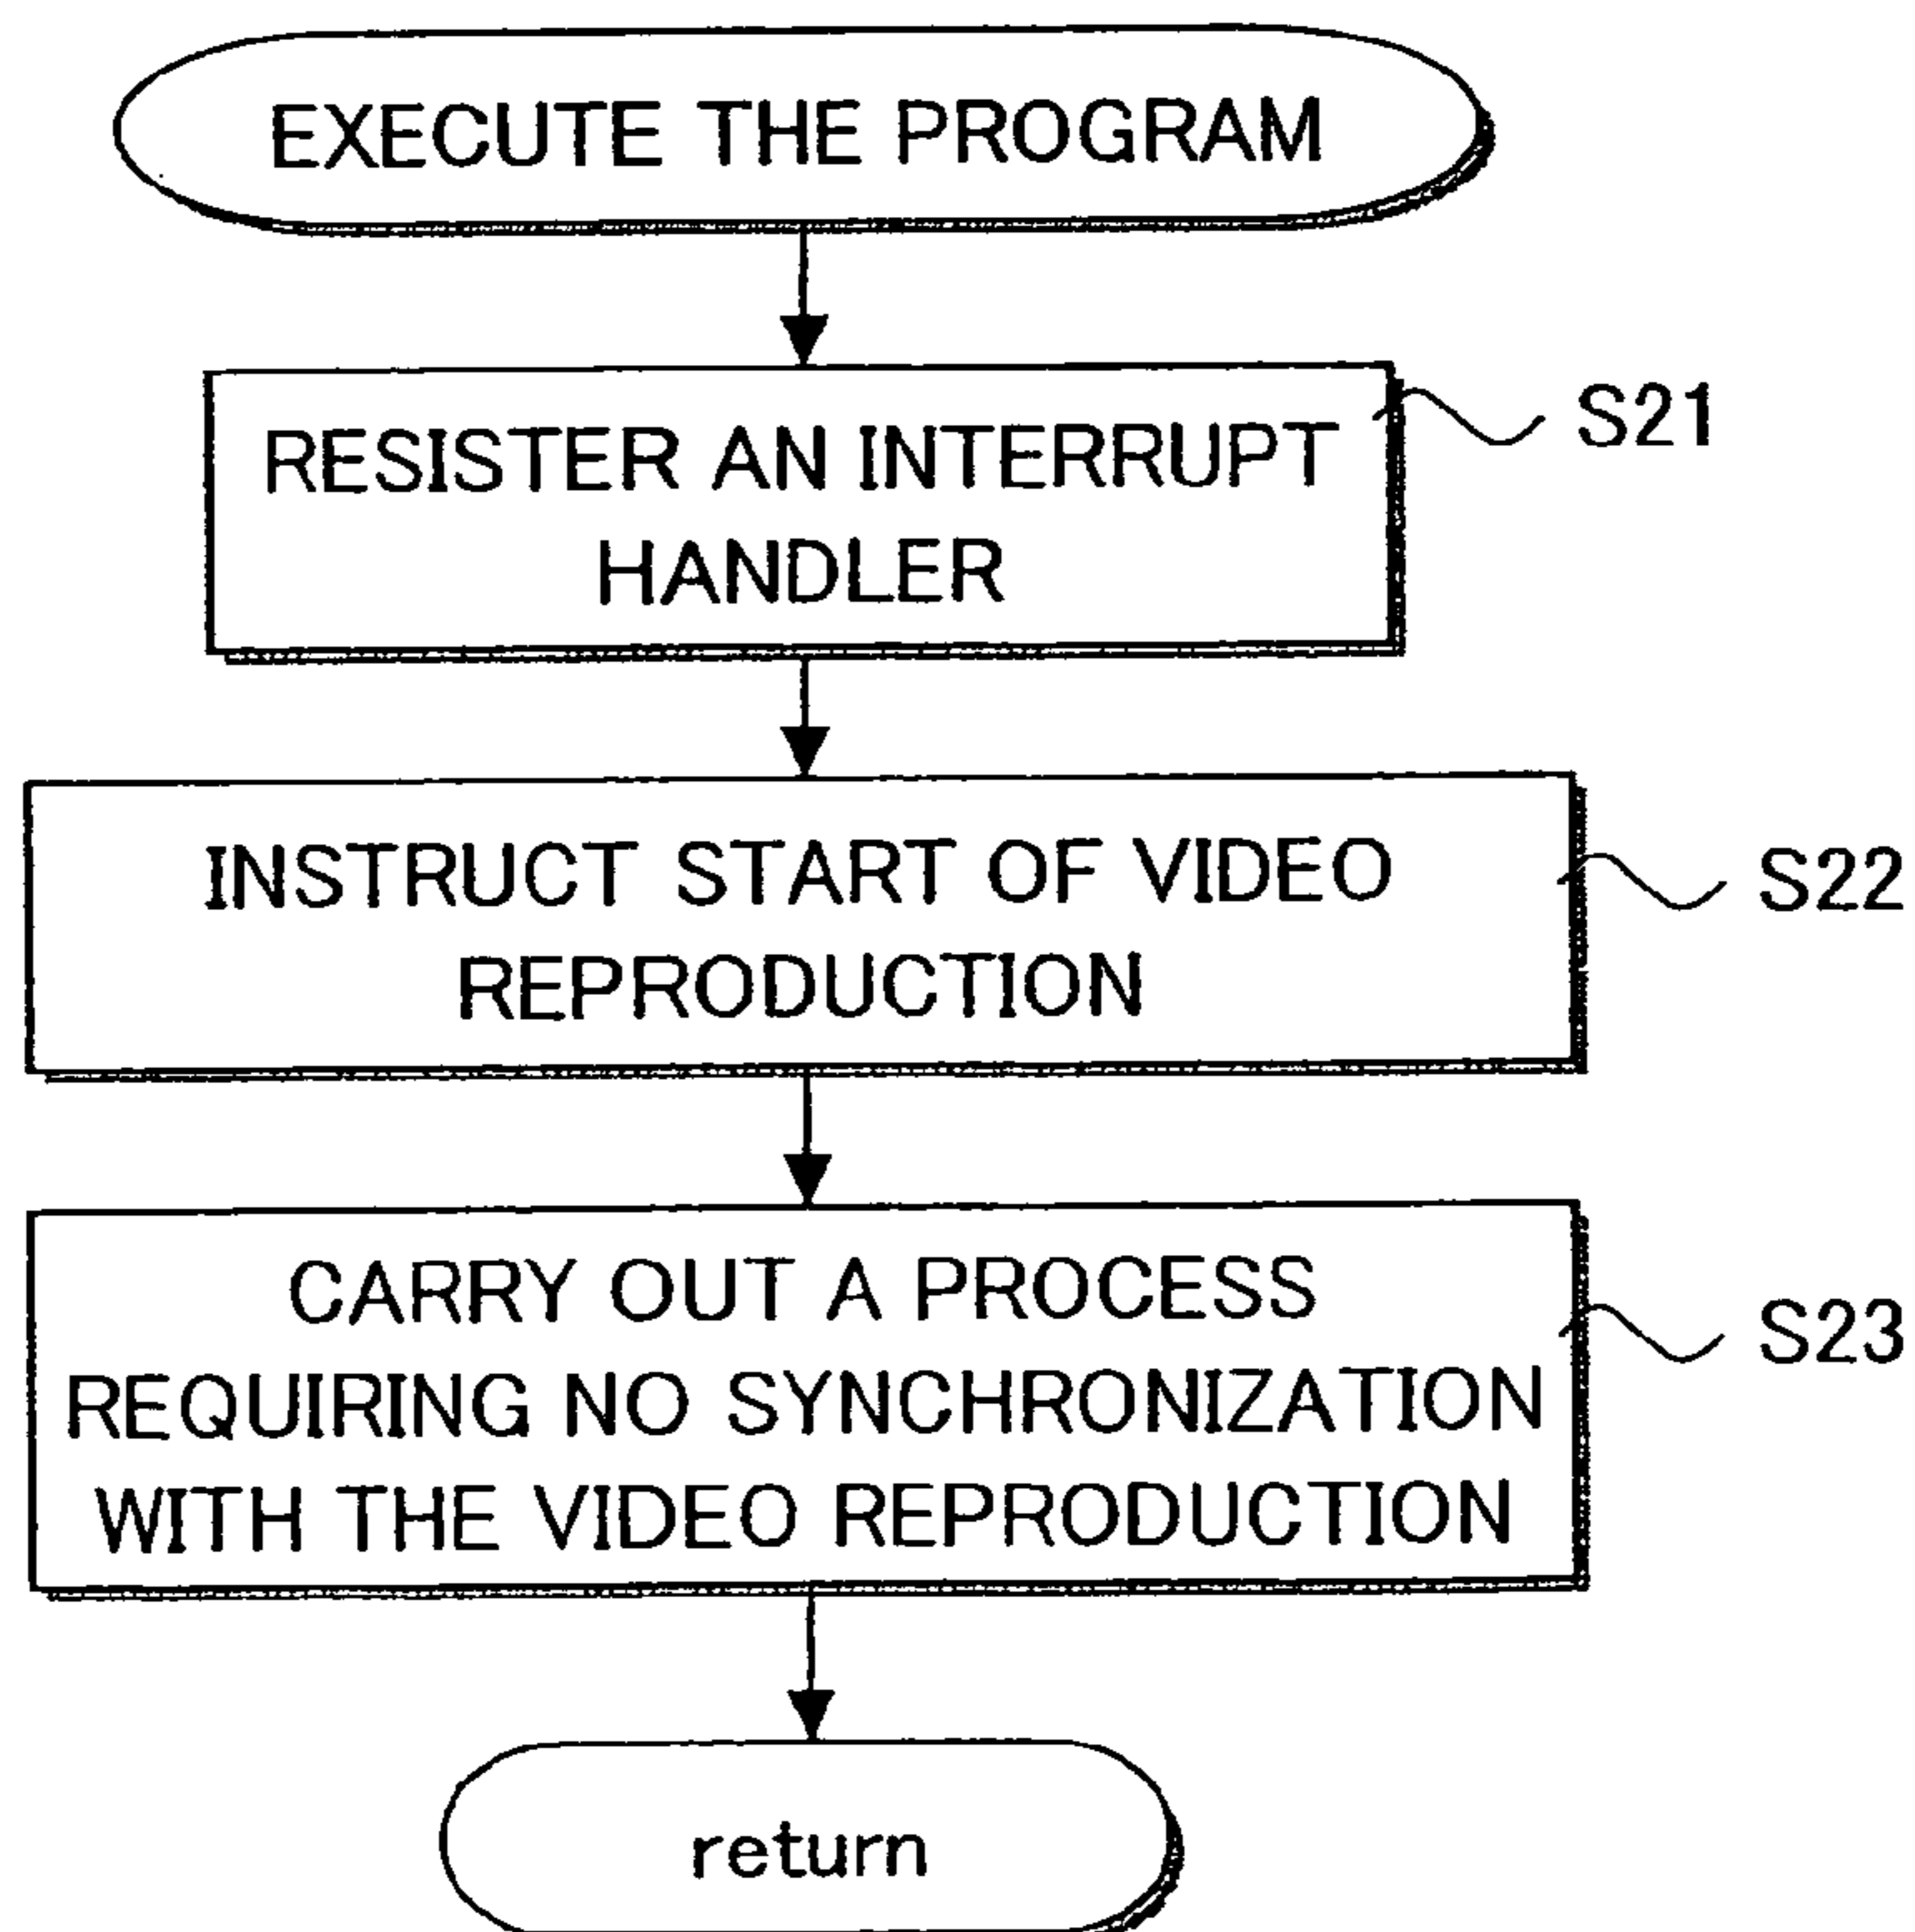 EXECUTE THE PROGRAM
RESISTER AN INTERRUPT
HANDLER
S21
INSTRUCT START OF VIDEO
REPRODUCTION
S22
CARRY OUT A PROCESS
REQUIRING NO SYNCHRONIZATION
WITH THE VIDEO REPRODUCTION
S23
return